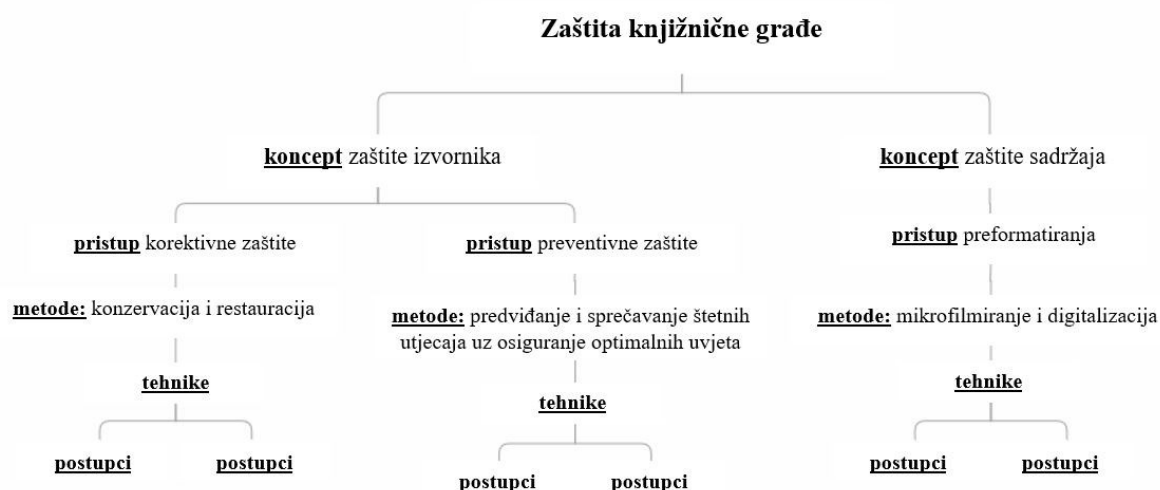 Zaštita knjižnične građe
koncept zaštite izvornika
koncept zaštite sadržaja
pristup korektivne zaštite
pristup preventivne zaštite
pristup preformatiranja
metode: konzervacija i restauracija
metode: predviđanje i sprečavanje štetnih
utjecaja uz osiguranje optimalnih uvjeta
metode: mikrofilmiranje i digitalizacija
tehnike
tehnike
tehnike
postupci
postupci
postupci
postupci
postupci
postupci